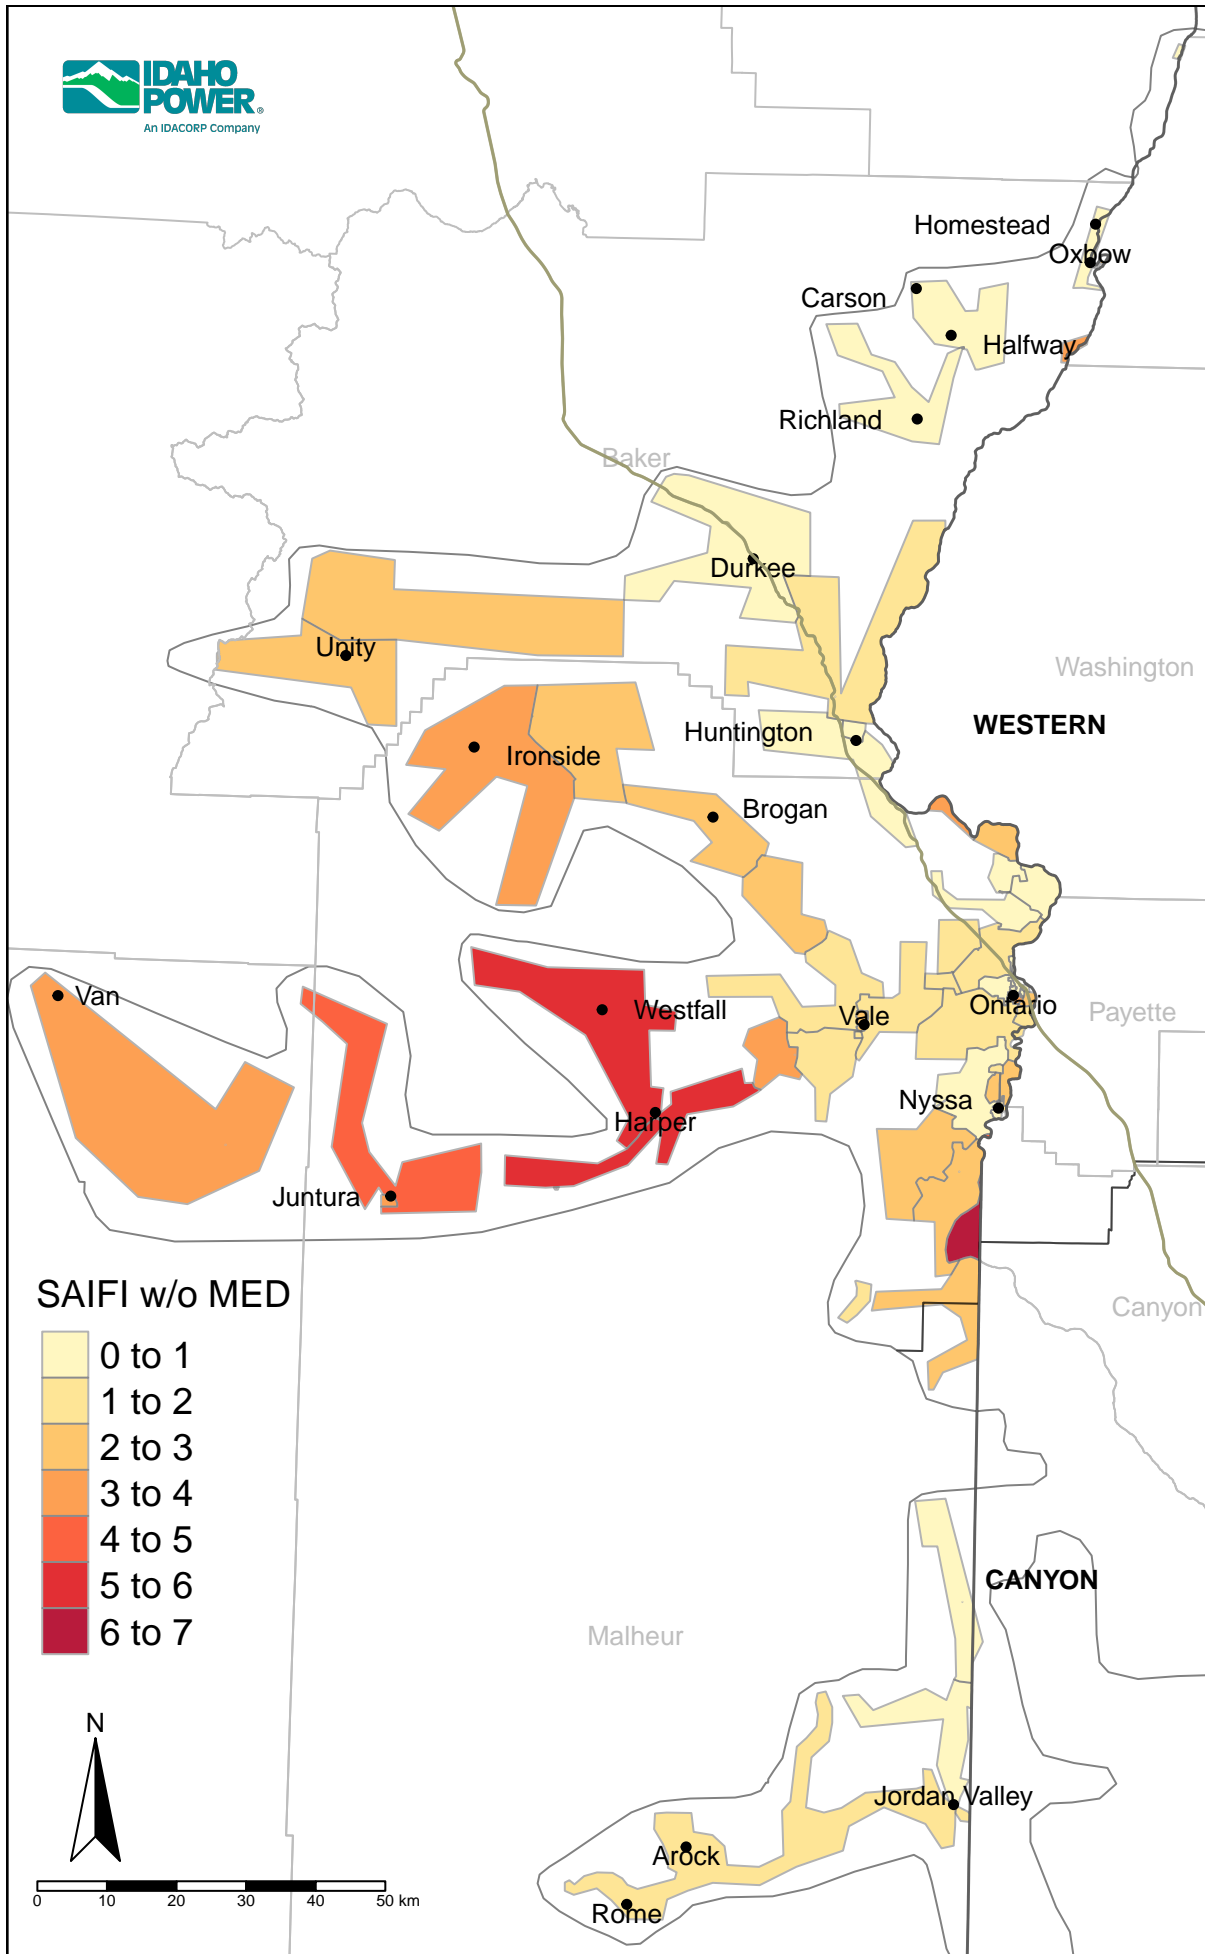 IDAHO
POWER®
An IDACORP Company
Homestead
Oxbow
Carson
Halfway
Richland
Baker
Durkee
Unity
Washington
WESTERN
Huntington
Ironside
Brogan
Van
Westfall
Vale
Ontario
Payette
Nyssa
Harper
Juntura
SAIFI w/o MED
Canyon
0 to 1
1 to 2
2 to 3
3 to 4
4 to 5
5 to 6
6 to 7
CANYON
Malheur
N
Jordan Valley
Arock
Rome
0 10 20 30 40 50 km